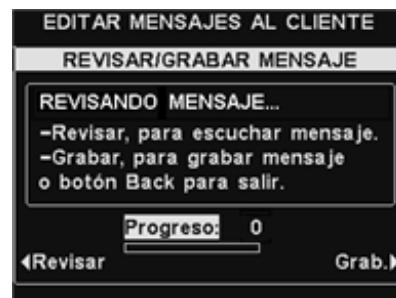 EDITAR MENSAJES AL CLIENTE
REVISAR/GRABAR MENSAJE
REVISANDO MENSAJE...
-Revisar, para escuchar mensaje.
-Grabar, para grabar mensaje
o botón Back para salir.
Progreso: 0
◀Revisar Grab.▶